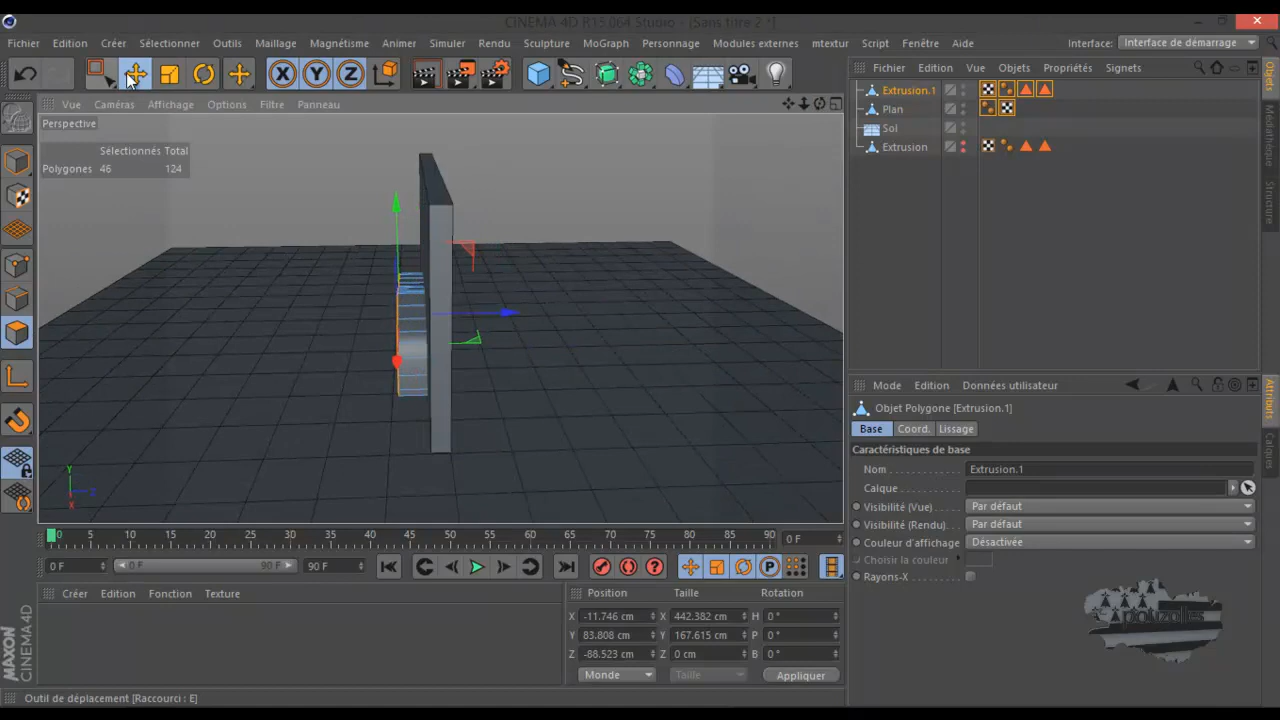 CINEMA 4D R15.064 Studio - [Sans titre 2 *]
Fichier Edition Créer Sélectionner Outils Maillage Magnétisme Animer Simuler Rendu Sculpture MoGraph Personnage Modules externes mtextur Script Fenêtre Aide Interface: Interface de démarrage
Fichier Edition Vue Objets Propriétés Signets
Extrusion.1
Plan
Sol
Extrusion
Objets
Médiathèque
Structure
Vue Caméras Affichage Options Filtre Panneau
Perspective
Sélectionnés Total
Polygones 46 124
Y
Z
X
Mode Edition Données utilisateur
Objet Polygone [Extrusion.1]
Base Coord. Lissage
Caractéristiques de base
Nom Extrusion.1
Calque
Visibilité (Vue) Par défaut
Visibilité (Rendu) Par défaut
Couleur d'affichage Désactivée
Choisir la couleur
Rayons-X
Attributs
Calques
0 5 10 15 20 25 30 35 40 45 50 55 60 65 70 75 80 85 90 0 F
0 F 0 F 90 F 90 F
Créer Edition Fonction Texture
Position Taille Rotation
X -11.746 cm X 442.382 cm H 0 °
Y 83.808 cm Y 167.615 cm P 0 °
Z -88.523 cm Z 0 cm B 0 °
Monde Taille Appliquer
MAXON
CINEMA 4D
Outil de déplacement [Raccourci : E]